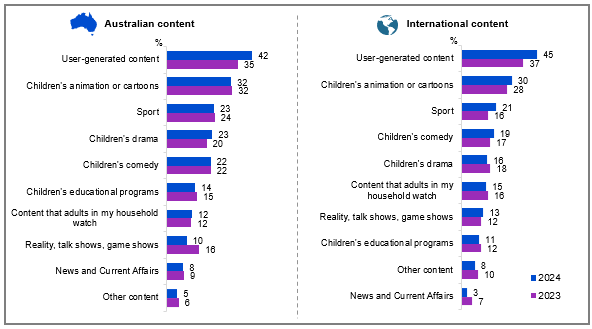 Australian content
%
User-generated content 42
35
Children's animation or cartoons 32
32
Sport 23
24
Children's drama 23
20
Children's comedy 22
22
Children's educational programs 14
15
Content that adults in my household
watch 12
12
Reality, talk shows, game shows 10
16
News and Current Affairs 8
9
Other content 5
6
International content
%
User-generated content 45
37
Children's animation or cartoons 30
28
Sport 21
16
Children's comedy 19
17
Children's drama 16
18
Content that adults in my
household watch 15
16
Reality, talk shows, game shows 13
12
Children's educational programs 11
12
Other content 8
10
News and Current Affairs 3
7
2024
2023